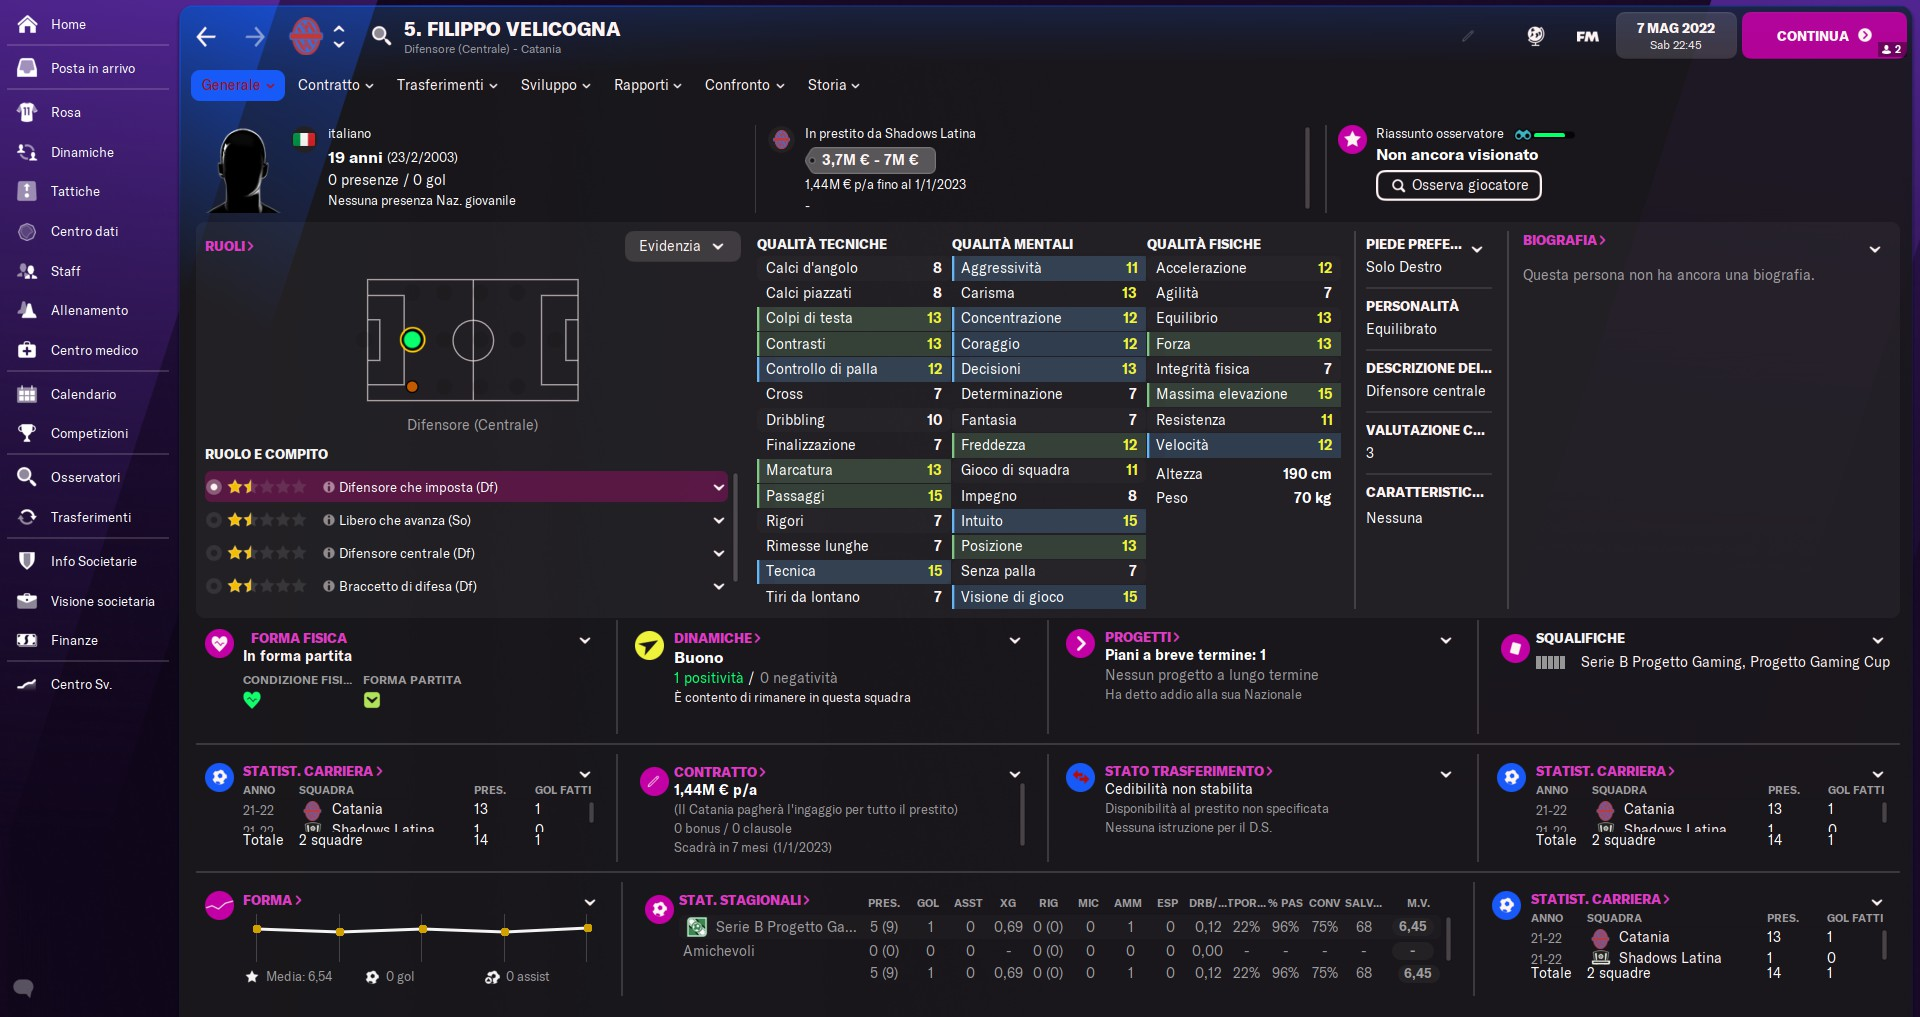 Home
Posta in arrivo
Rosa
Dinamiche
Tattiche
Centro dati
Staff
Allenamento
Centro medico
Calendario
Competizioni
Osservatori
Trasferimenti
Info Societarie
Visione societaria
Finanze
Centro Sv.
5. FILIPPO VELICOGNA
Difensore (Centrale) - Catania
FM
7 MAG 2022
Sab 22:45
CONTINUA
2
Generale
Contratto
Trasferimenti
Sviluppo
Rapporti
Confronto
Storia
italiano
19 anni (23/2/2003)
0 presenze / 0 gol
Nessuna presenza Naz. giovanile
In prestito da Shadows Latina
3,7M € - 7M €
1,44M € p/a fino al 1/1/2023
-
Riassunto osservatore
Non ancora visionato
Osserva giocatore
RUOLI
Evidenzia
Difensore (Centrale)
RUOLO E COMPITO
Difensore che imposta (Df)
Libero che avanza (So)
Difensore centrale (Df)
Braccetto di difesa (Df)
QUALITÀ TECNICHE
Calci d'angolo 8
Calci piazzati 8
Colpi di testa 13
Contrasti 13
Controllo di palla 12
Cross 7
Dribbling 10
Finalizzazione 7
Marcatura 13
Passaggi 15
Rigori 7
Rimesse lunghe 7
Tecnica 15
Tiri da lontano 7
QUALITÀ MENTALI
Aggressività 11
Carisma 13
Concentrazione 12
Coraggio 12
Decisioni 13
Determinazione 7
Fantasia 7
Freddezza 12
Gioco di squadra 11
Impegno 8
Intuito 15
Posizione 13
Senza palla 7
Visione di gioco 15
QUALITÀ FISICHE
Accelerazione 12
Agilità 7
Equilibrio 13
Forza 13
Integrità fisica 7
Massima elevazione 15
Resistenza 11
Velocità 12
Altezza 190 cm
Peso 70 kg
PIEDE PREFE...
Solo Destro
PERSONALITÀ
Equilibrato
DESCRIZIONE DEI...
Difensore centrale
VALUTAZIONE C...
3
CARATTERISTIC...
Nessuna
BIOGRAFIA
Questa persona non ha ancora una biografia.
FORMA FISICA
In forma partita
CONDIZIONE FISI... FORMA PARTITA
DINAMICHE
Buono
1 positività / 0 negatività
È contento di rimanere in questa squadra
PROGETTI
Piani a breve termine: 1
Nessun progetto a lungo termine
Ha detto addio alla sua Nazionale
SQUALIFICHE
Serie B Progetto Gaming, Progetto Gaming Cup
STATIST. CARRIERA
ANNO SQUADRA PRES. GOL FATTI
21-22 Catania 13 1
21-22 Shadows Latina 1 0
Totale 2 squadre 14 1
CONTRATTO
1,44M € p/a
(Il Catania pagherà l'ingaggio per tutto il prestito)
0 bonus / 0 clausole
Scadrà in 7 mesi (1/1/2023)
STATO TRASFERIMENTO
Cedibilità non stabilita
Disponibilità al prestito non specificata
Nessuna istruzione per il D.S.
STATIST. CARRIERA
ANNO SQUADRA PRES. GOL FATTI
21-22 Catania 13 1
21-22 Shadows Latina 1 0
Totale 2 squadre 14 1
FORMA
Media: 6,54 0 gol 0 assist
STAT. STAGIONALI PRES. GOL ASST XG RIG MIC AMM ESP DRB/... TPOR... % PAS CONV SALV... M.V.
Serie B Progetto Ga... 5 (9) 1 0 0,69 0 (0) 0 1 0 0,12 22% 96% 75% 68 6,45
Amichevoli 0 (0) 0 0 - 0 (0) 0 0 0 0,00 - - - - -
5 (9) 1 0 0,69 0 (0) 0 1 0 0,12 22% 96% 75% 68 6,45
STATIST. CARRIERA
ANNO SQUADRA PRES. GOL FATTI
21-22 Catania 13 1
21-22 Shadows Latina 1 0
Totale 2 squadre 14 1